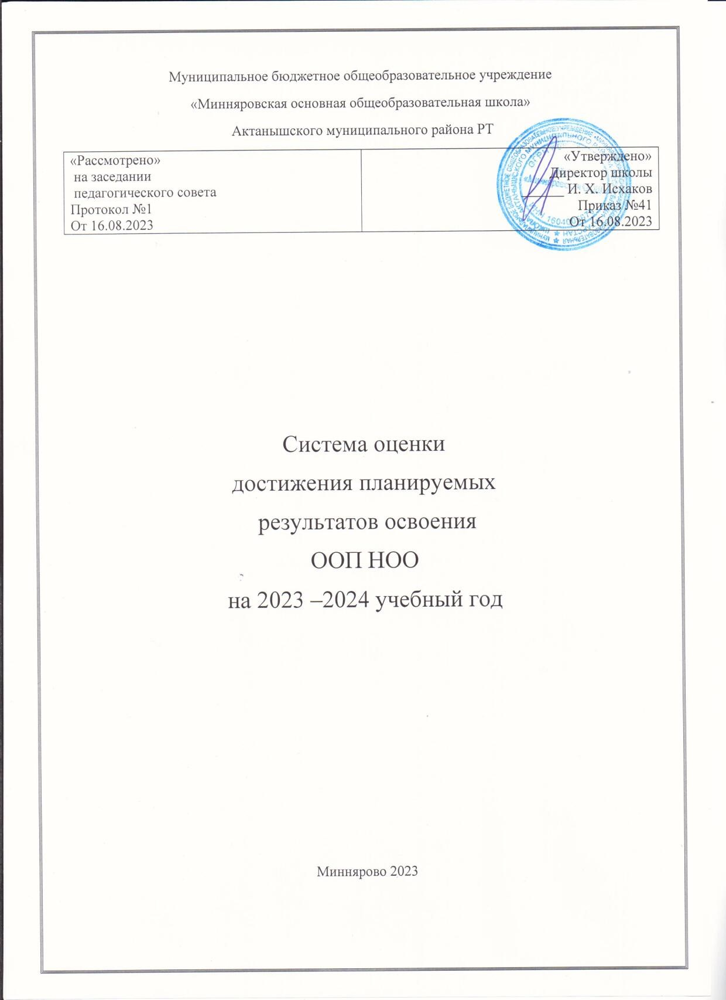 Муниципальное бюджетное общеобразовательное учреждение
«Минняровская основная общеобразовательная школа»
Актанышского муниципального района РТ
«Рассмотрено»
на заседании
педагогического совета
Протокол №1
От 16.08.2023
«Утверждено»
Директор школы
И. Х. Исхаков
Приказ №41
От 16.08.2023
Система оценки
достижения планируемых
результатов освоения
ООП НОО
на 2023 –2024 учебный год
Миннярово 2023